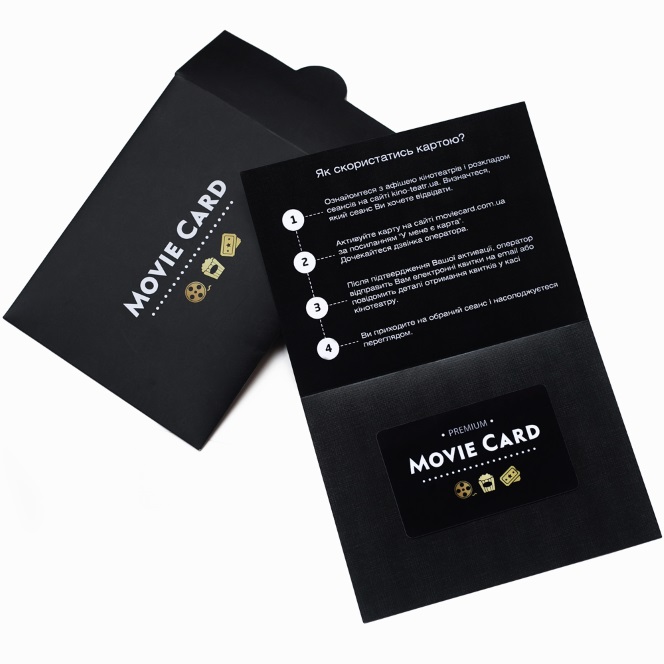 MOVIE CARD
Як скористатись картою?
1
Ознайомтеся з афішею кінотеатрів і розкладом
сеансів на сайті kino-teatr.ua. Визначтеся,
який сеанс Ви хочете відвідати.
2
Активуйте карту на сайті moviecard.com.ua
за посиланням "У мене є карта".
Дочекайтеся дзвінка оператора.
3
Після підтвердження Вашої активації, оператор
відправить Вам електронні квитки на email або
повідомить деталі отримання квитків у касі
кінотеатру.
4
Ви приходите на обраний сеанс і насолоджуєтеся
переглядом.
• PREMIUM •
MOVIE CARD